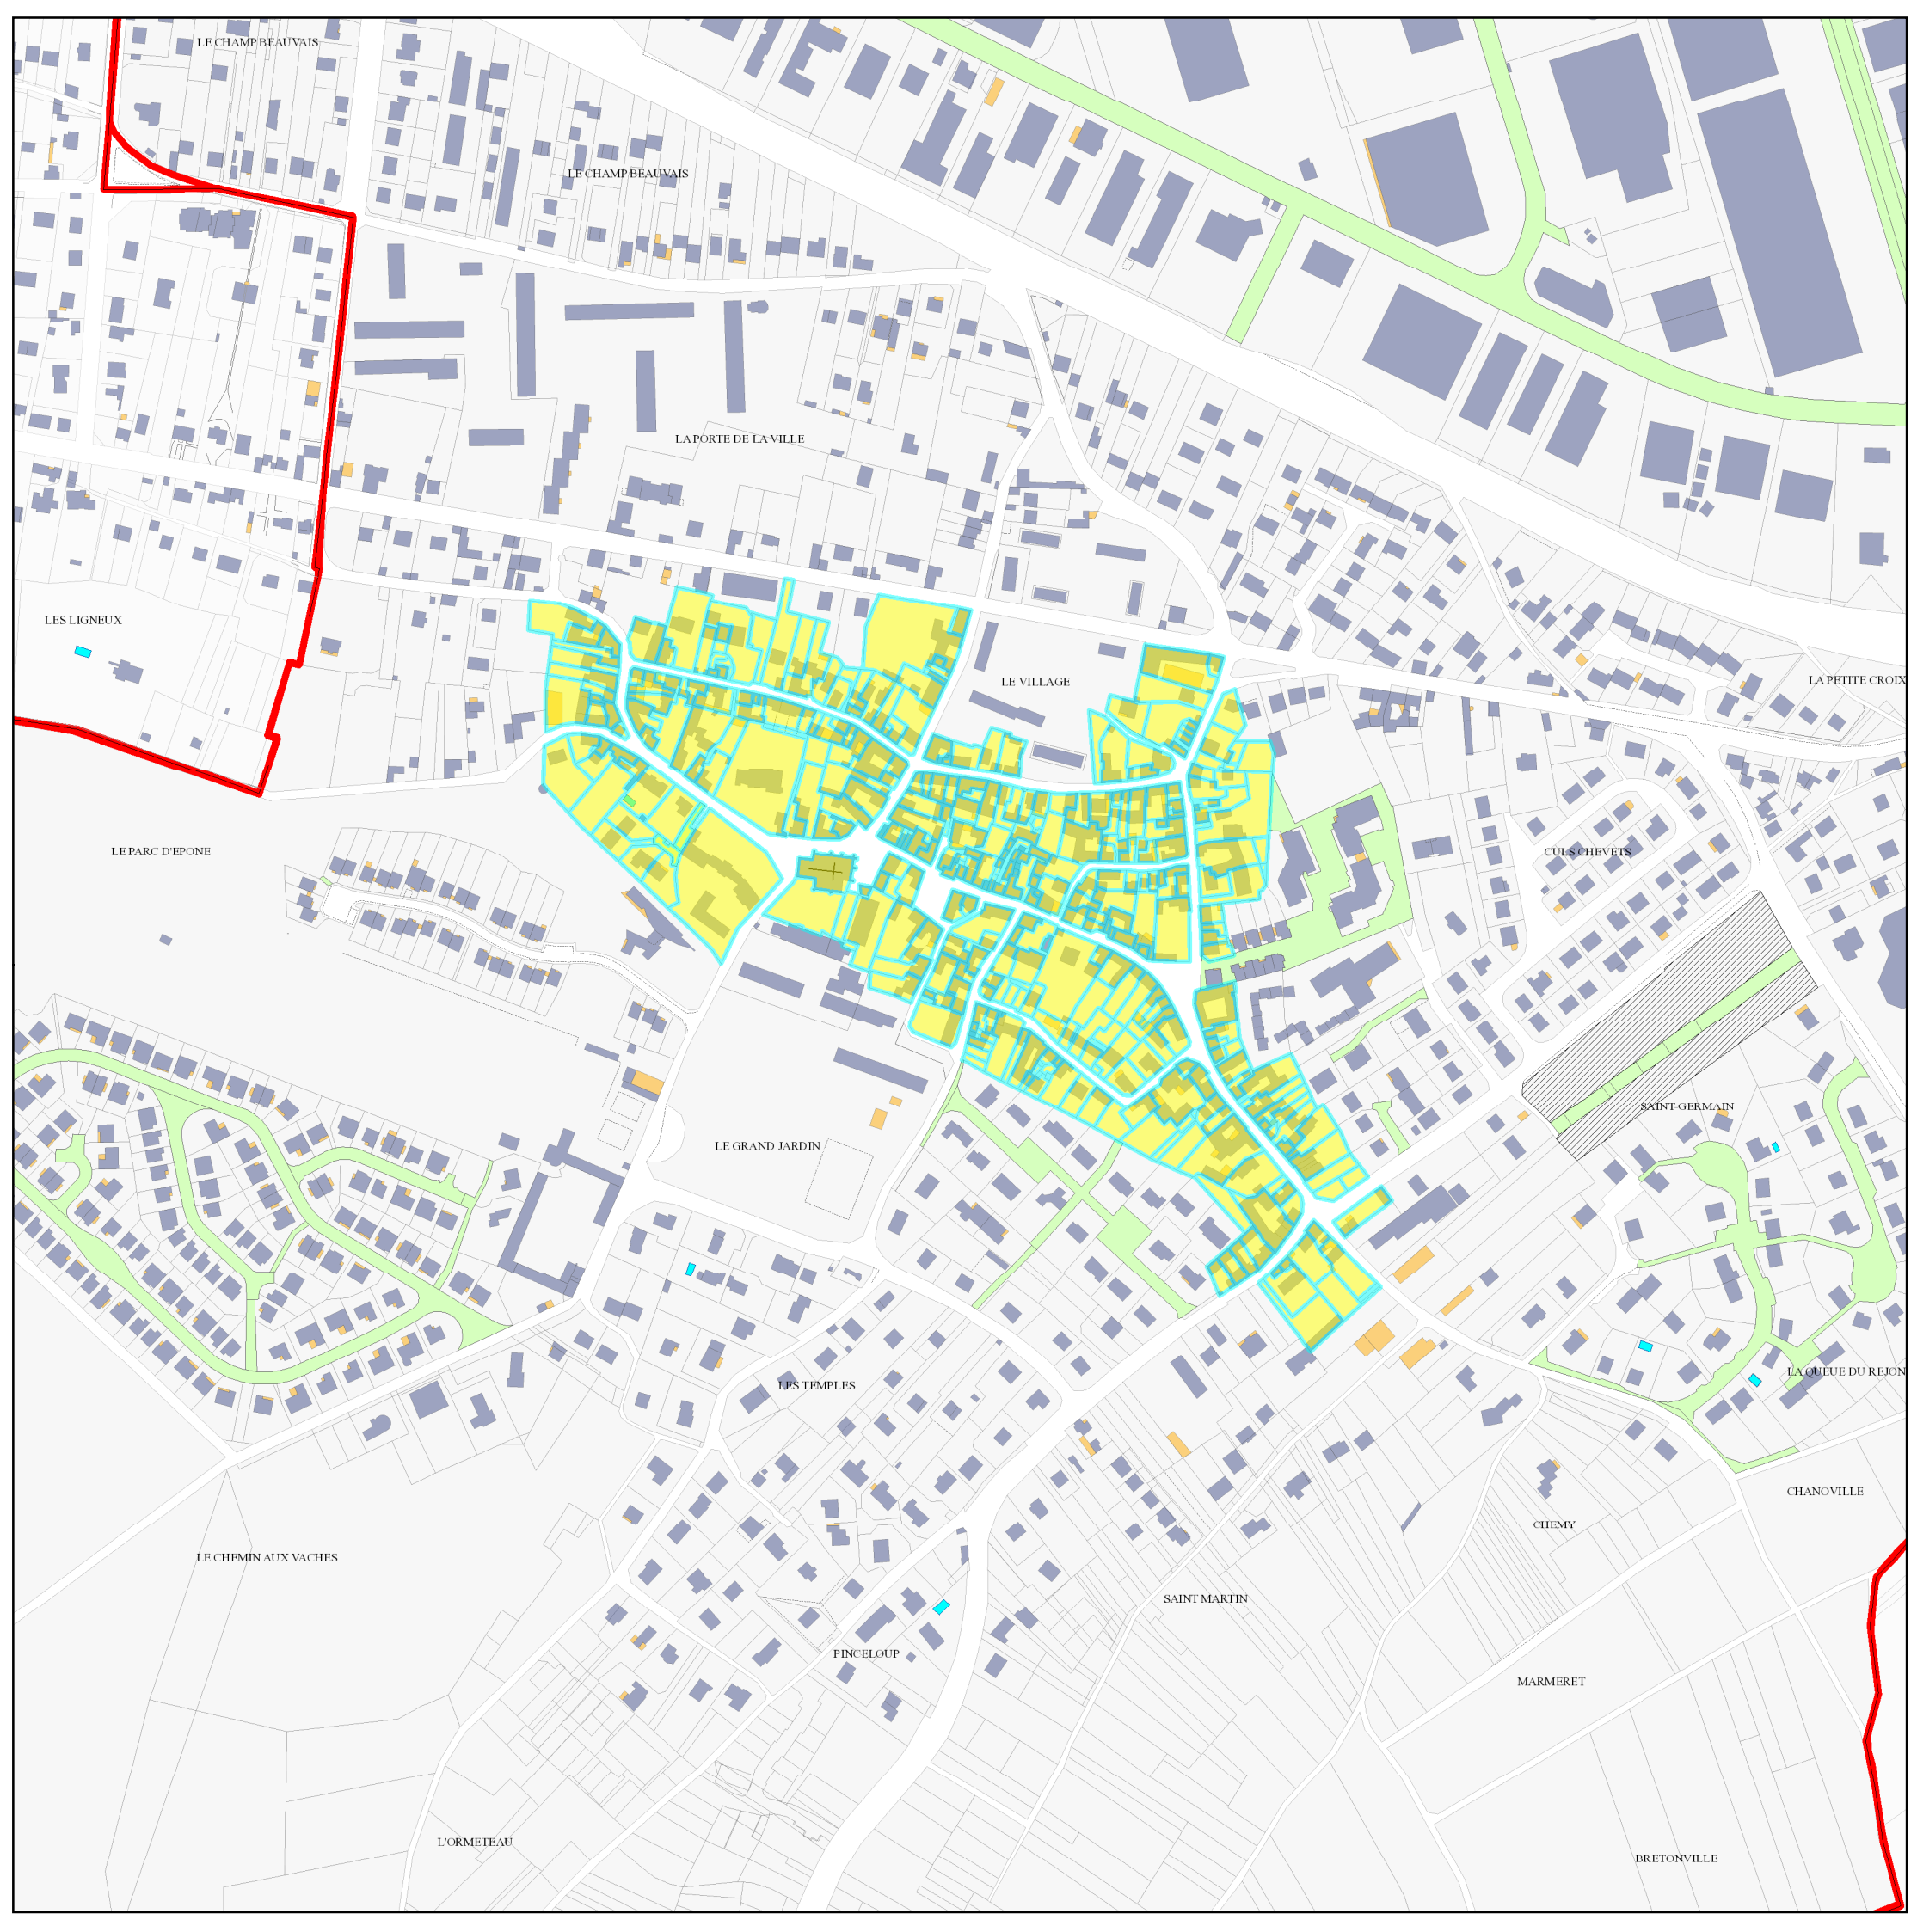 LE CHAMP BEAUVAIS
LE CHAMP BEAUVAIS
LA PORTE DE LA VILLE
LES LIGNEUX
LE VILLAGE
LA PETITE CROIX
LE PARC D'EPONE
CULS CHEVETS
SAINT-GERMAIN
LE GRAND JARDIN
LES TEMPLES
LA QUEUE DU REJON
CHANOVILLE
CHEMY
LE CHEMIN AUX VACHES
SAINT MARTIN
PINCELOUP
MARMERET
L'ORMETEAU
BRETONVILLE